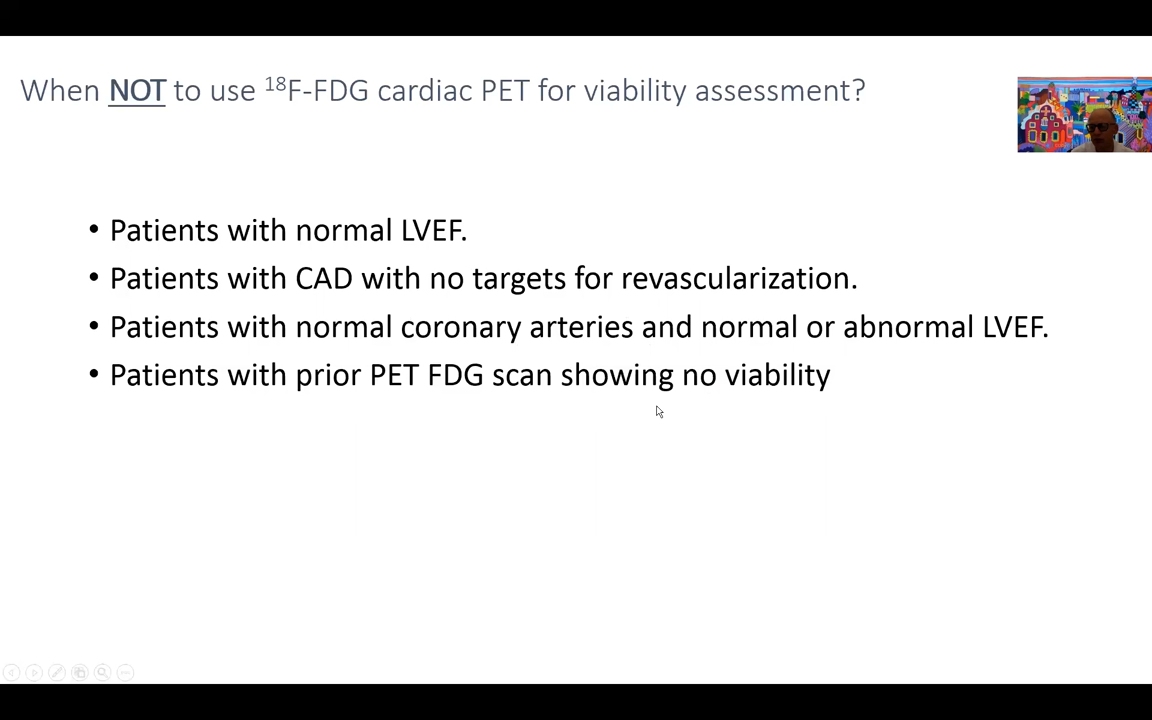 When NOT to use ¹⁸F-FDG cardiac PET for viability assessment?
• Patients with normal LVEF.
• Patients with CAD with no targets for revascularization.
• Patients with normal coronary arteries and normal or abnormal LVEF.
• Patients with prior PET FDG scan showing no viability